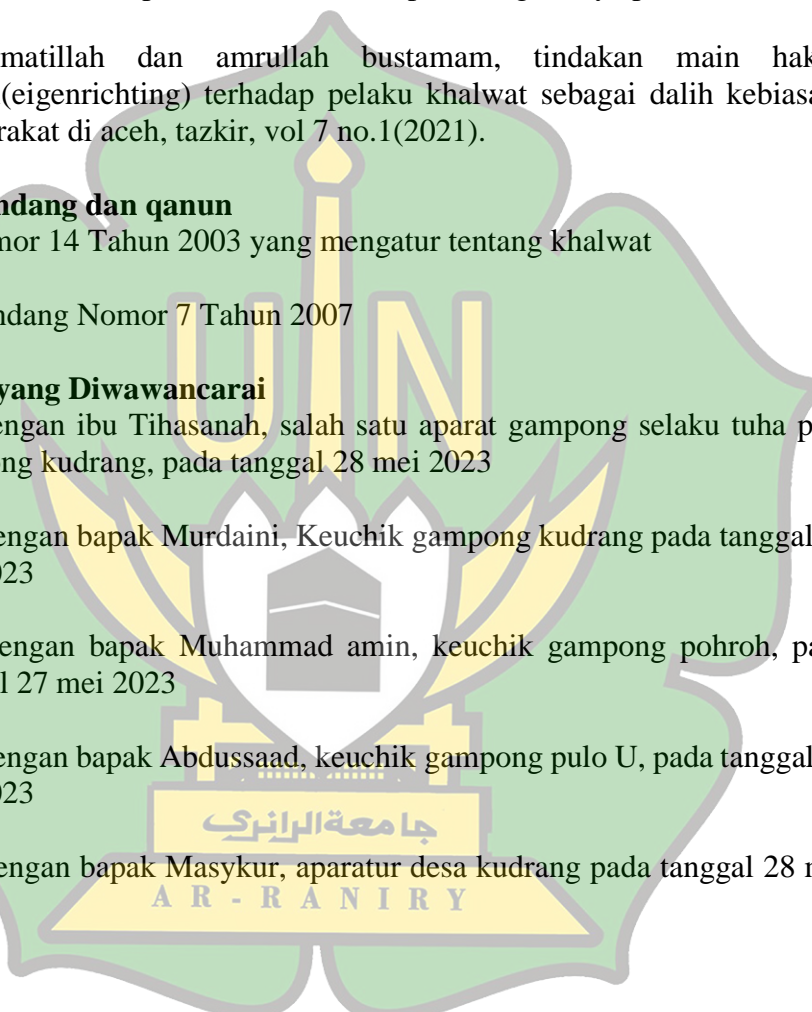 matillah dan amrullah bustamam, tindakan main hak
(eigenrichting) terhadap pelaku khalwat sebagai dalih kebiasa
rakat di aceh, tazkir, vol 7 no.1(2021).
ndang dan qanun
mor 14 Tahun 2003 yang mengatur tentang khalwat
ndang Nomor 7 Tahun 2007
yang Diwawancarai
engan ibu Tihasanah, salah satu aparat gampong selaku tuha p
ong kudrang, pada tanggal 28 mei 2023
engan bapak Murdaini, Keuchik gampong kudrang pada tanggal
023
engan bapak Muhammad amin, keuchik gampong pohroh, pa
l 27 mei 2023
engan bapak Abdussaad, keuchik gampong pulo U, pada tanggal
023
engan bapak Masykur, aparatur desa kudrang pada tanggal 28 m
UIN
جامعة الرانري
AR-RANIRY